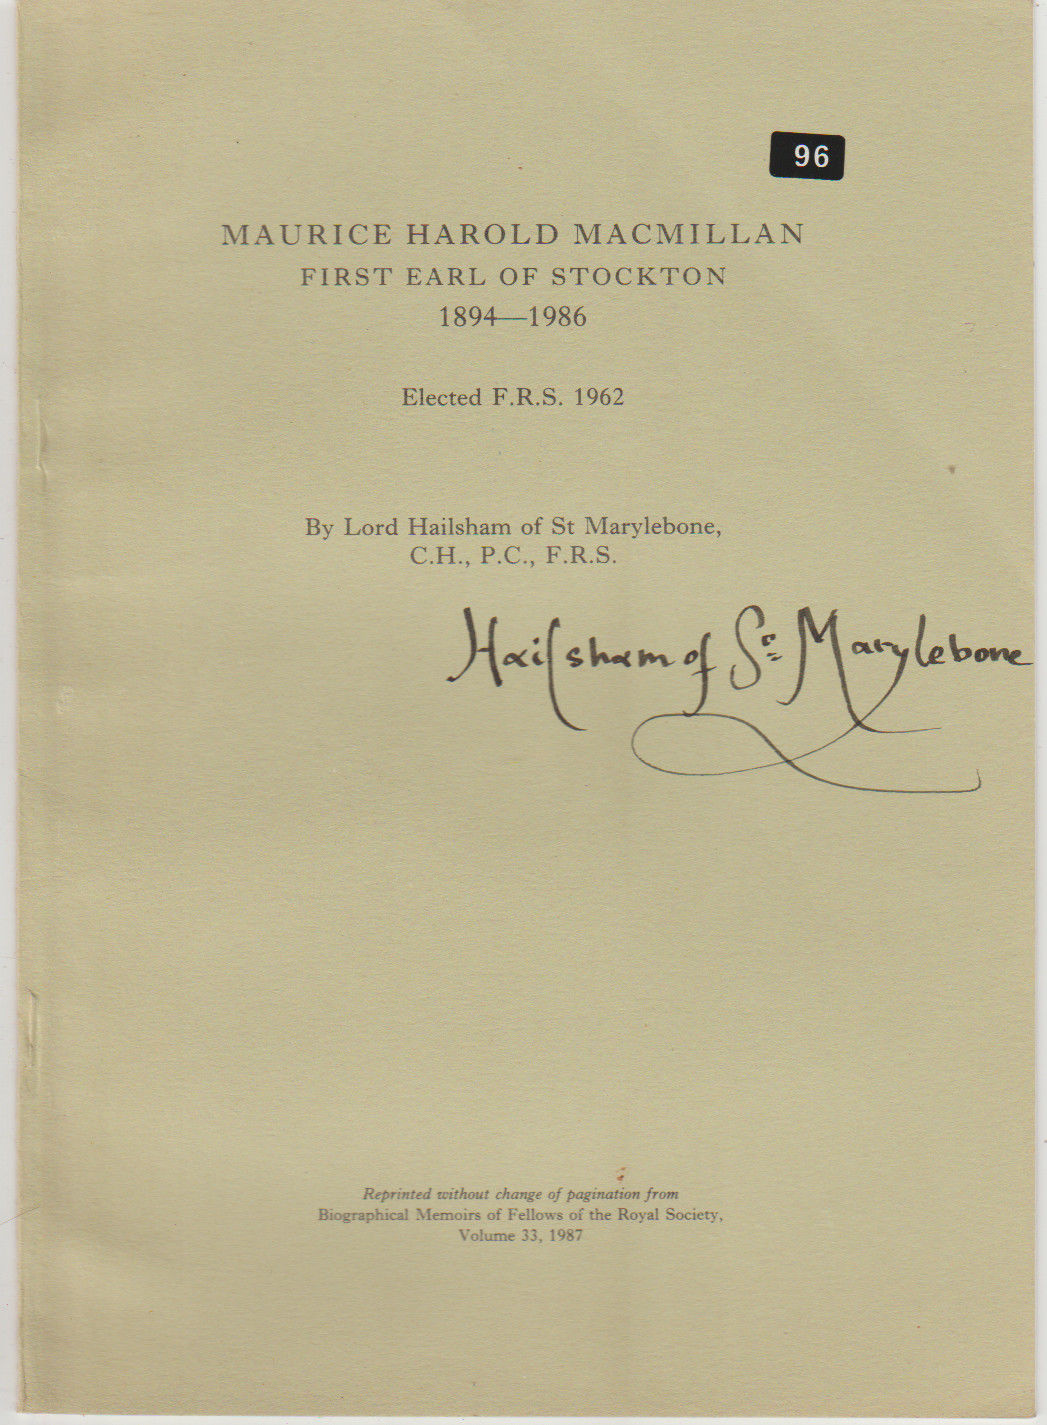 96
MAURICE HAROLD MACMILLAN
FIRST EARL OF STOCKTON
1894—1986
Elected F.R.S. 1962
By Lord Hailsham of St Marylebone,
C.H., P.C., F.R.S.
Hailsham of St Marylebone
Reprinted without change of pagination from
Biographical Memoirs of Fellows of the Royal Society,
Volume 33, 1987